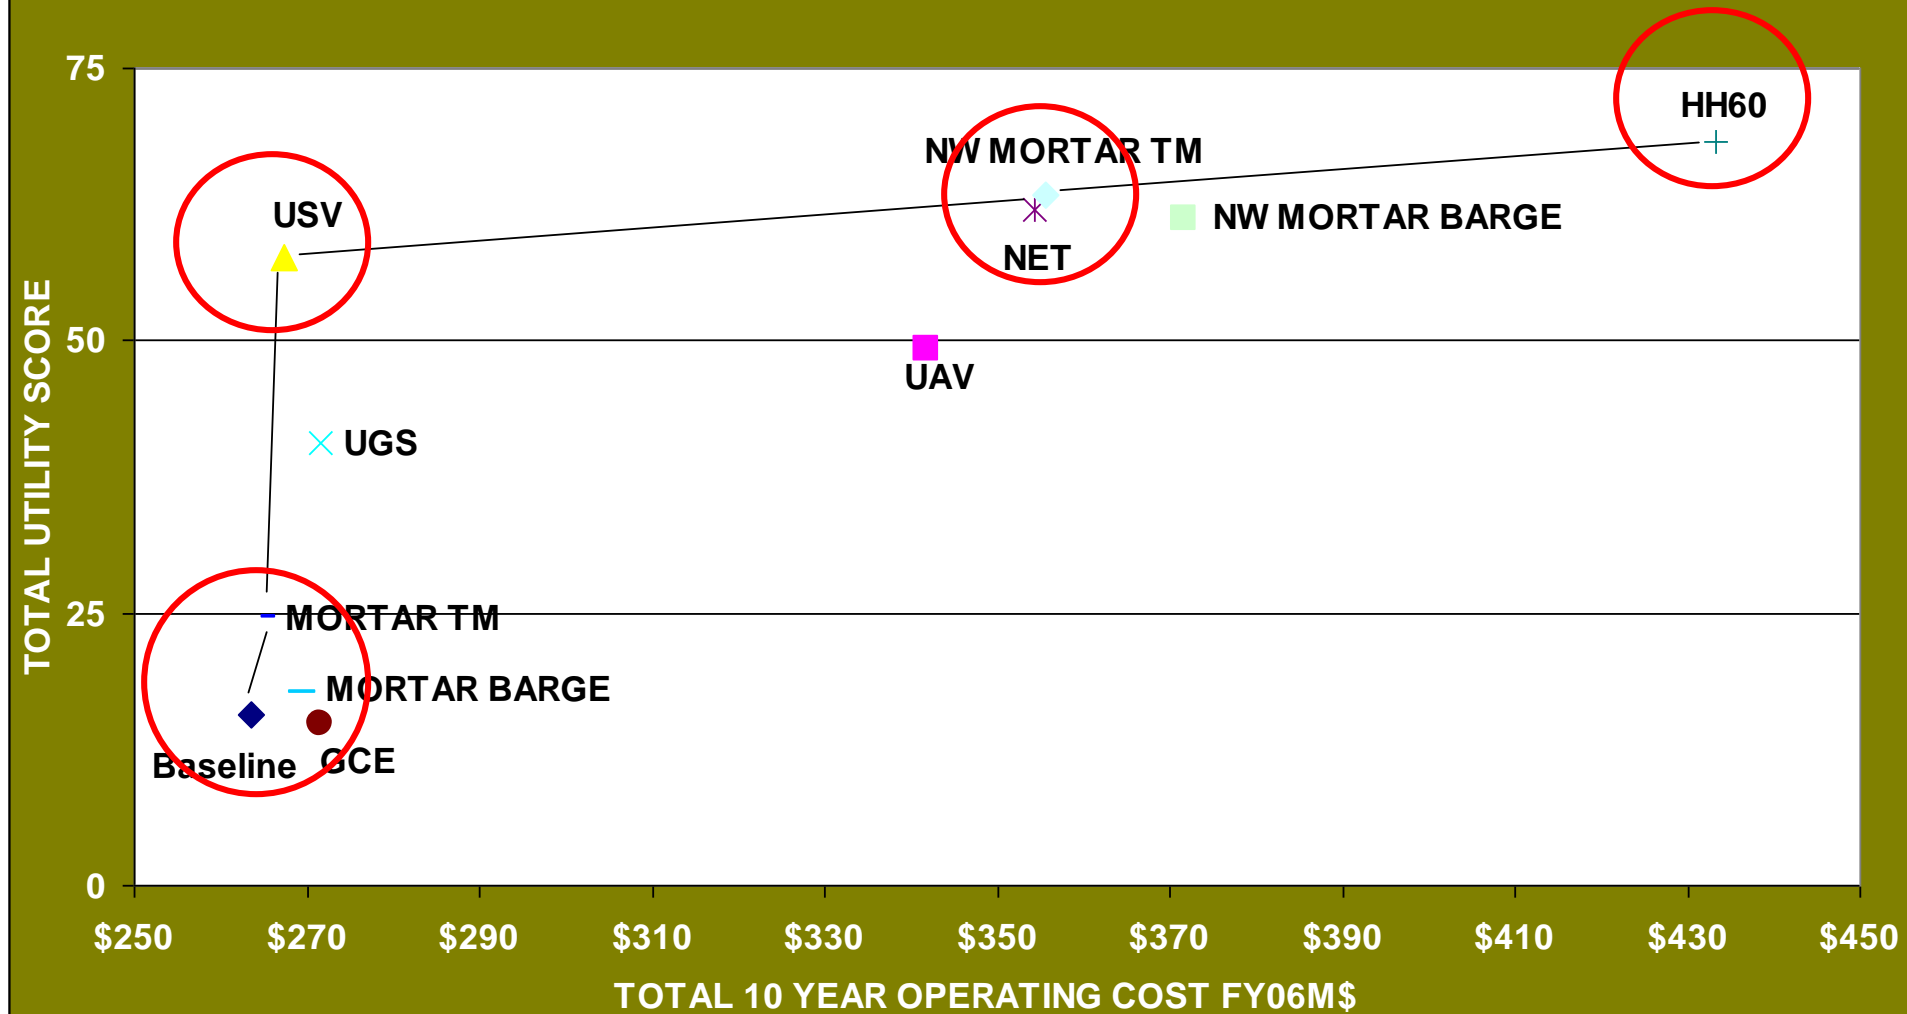 75
HH60
NW MORTAR TM
USV
NW MORTAR BARGE
NET
50
UAV
UGS
25
MORTAR TM
MORTAR BARGE
Baseline
GCE
0
TOTAL UTILITY SCORE
$250
$270
$290
$310
$330
$350
$370
$390
$410
$430
$450
TOTAL 10 YEAR OPERATING COST FY06M$